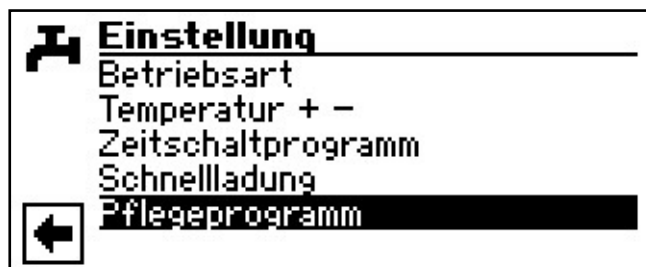 Einstellung
Betriebsart
Temperatur + −
Zeitschaltprogramm
Schnellladung
Pflegeprogramm